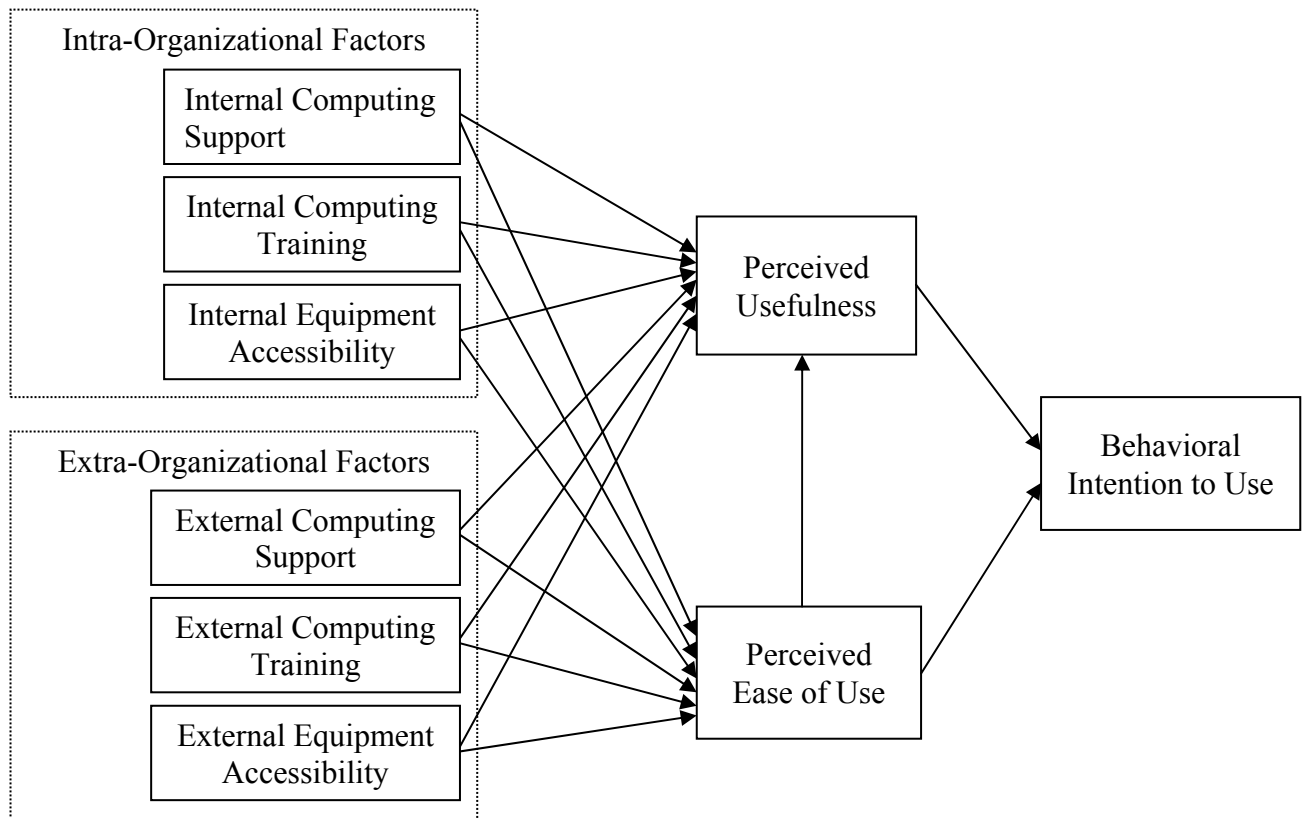 Intra-Organizational Factors
Internal Computing
Support
Internal Computing
Training
Internal Equipment
Accessibility
Extra-Organizational Factors
External Computing
Support
External Computing
Training
External Equipment
Accessibility
Perceived
Usefulness
Perceived
Ease of Use
Behavioral
Intention to Use